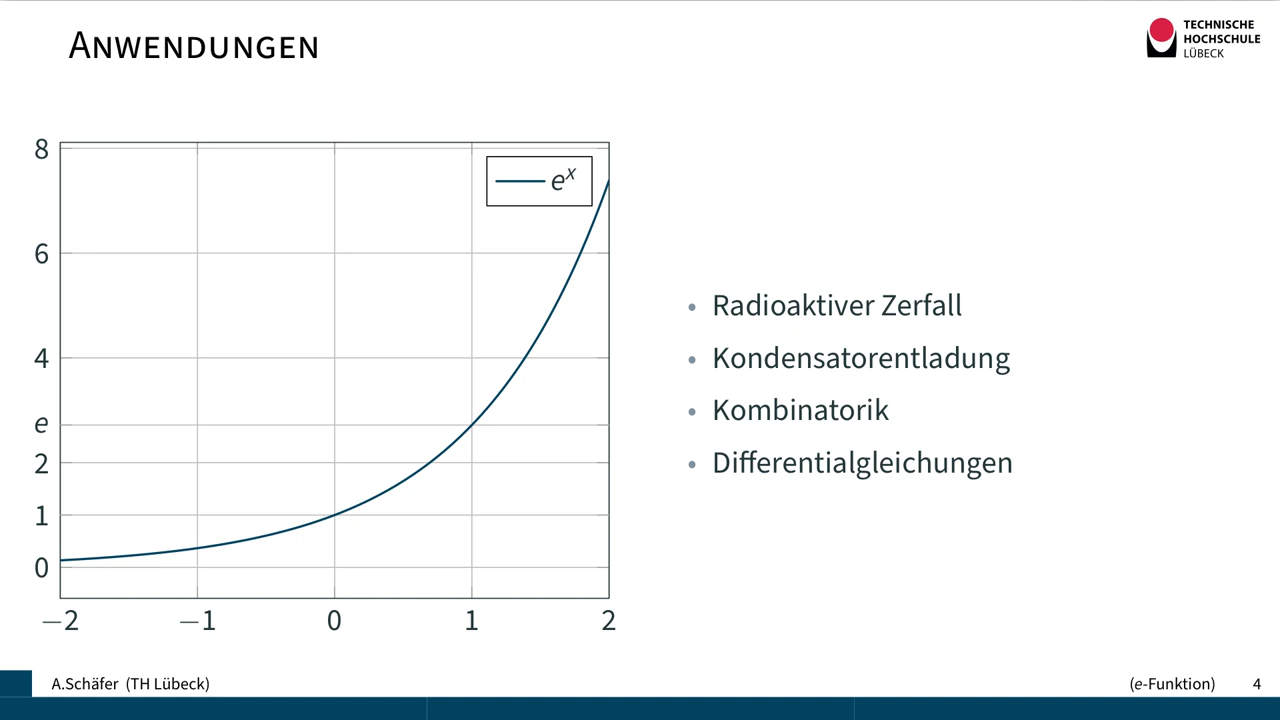 Anwendungen
TECHNISCHE
HOCHSCHULE
LÜBECK
8
6
4
e
2
1
0
−2 −1 0 1 2
eˣ
• Radioaktiver Zerfall
• Kondensatorentladung
• Kombinatorik
• Differentialgleichungen
A.Schäfer (TH Lübeck) (e-Funktion) 4